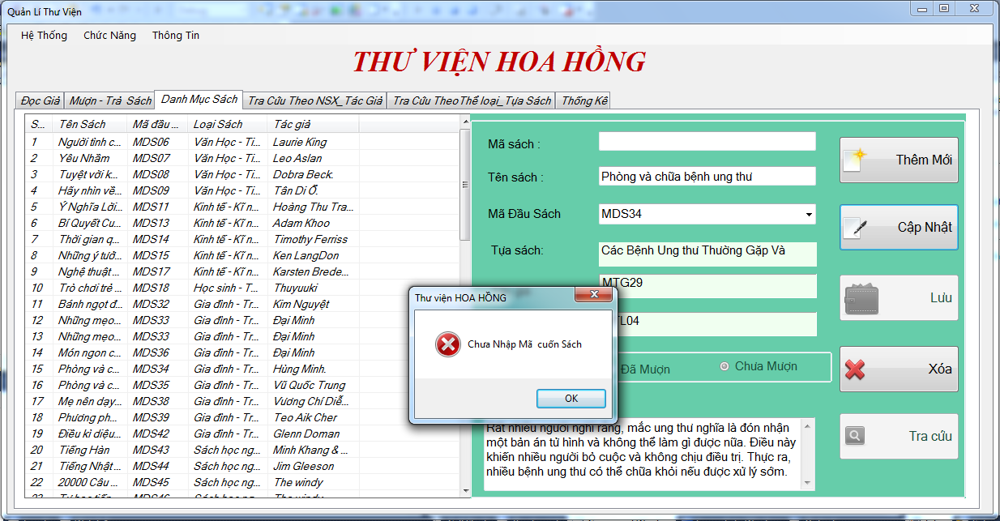 Quản Lí Thư Viện
Hệ Thống Chức Năng Thông Tin
THƯ VIỆN HOA HỒNG
Đọc Giả Mượn - Trả Sách Danh Mục Sách Tra Cứu Theo NSX_Tác Giả Tra Cứu Theo Thể loại_Tựa Sách Thống Kê
S... Tên Sách Mã đầu ... Loại Sách Tác giả
1 Người tình c... MDS06 Văn Học - Ti... Laurie King
2 Yêu Nhầm MDS07 Văn Học - Ti... Leo Aslan
3 Tuyệt vời k... MDS08 Văn Học - Ti... Dobra Beck.
4 Hãy nhìn về... MDS09 Văn Học - Ti... Tân Di Ổ.
5 Ý Nghĩa Lời... MDS11 Kinh tế - Kĩ n... Hoàng Thu Tra...
6 Bí Quyết Cu... MDS13 Kinh tế - Kĩ n... Adam Khoo
7 Thời gian q... MDS14 Kinh tế - Kĩ n... Timothy Ferriss
8 Những ý tưở... MDS15 Kinh tế - Kĩ n... Ken LangDon
9 Nghệ thuật ... MDS17 Kinh tế - Kĩ n... Karsten Brede...
10 Trò chơi trẻ ... MDS18 Học sinh - T... Thuyuuki
11 Bánh ngọt đ... MDS32 Gia đình - Tr... Kim Nguyệt
12 Những mẹo... MDS33 Gia đình - Tr... Đại Minh
13 Những mẹo... MDS33 Gia đình - Tr... Đại Minh
14 Món ngon c... MDS36 Gia đình - Tr... Đại Minh
15 Phòng và c... MDS34 Gia đình - Tr... Hùng Minh.
16 Phòng và c... MDS35 Gia đình - Tr... Vũ Quốc Trung
17 Mẹ nên dạy... MDS38 Gia đình - Tr... Vương Chí Diễ...
18 Phương ph... MDS39 Gia đình - Tr... Teo Aik Cher
19 Điều kì diệu... MDS42 Gia đình - Tr... Glenn Doman
20 Tiếng Hàn MDS43 Sách học ng... Minh Khang & ...
21 Tiếng Nhật... MDS44 Sách học ng... Jim Gleeson
22 20000 Câu ... MDS45 Sách học ng... The windy
Mã sách :
Tên sách : Phòng và chữa bệnh ung thư
Mã Đầu Sách MDS34
Tựa sách: Các Bệnh Ung thư Thường Gặp Và
MTG29
L04
Đã Mượn Chưa Mượn
Rất nhiều người nghĩ rằng, mắc ung thư nghĩa là đón nhận
một bản án tử hình và không thể làm gì được nữa. Điều này
khiến nhiều người bỏ cuộc và không chịu điều trị. Thực ra,
nhiều bệnh ung thư có thể chữa khỏi nếu được xử lý sớm.
Thêm Mới
Cập Nhật
Lưu
Xóa
Tra cứu
Thư viện HOA HỒNG
Chưa Nhập Mã cuốn Sách
OK